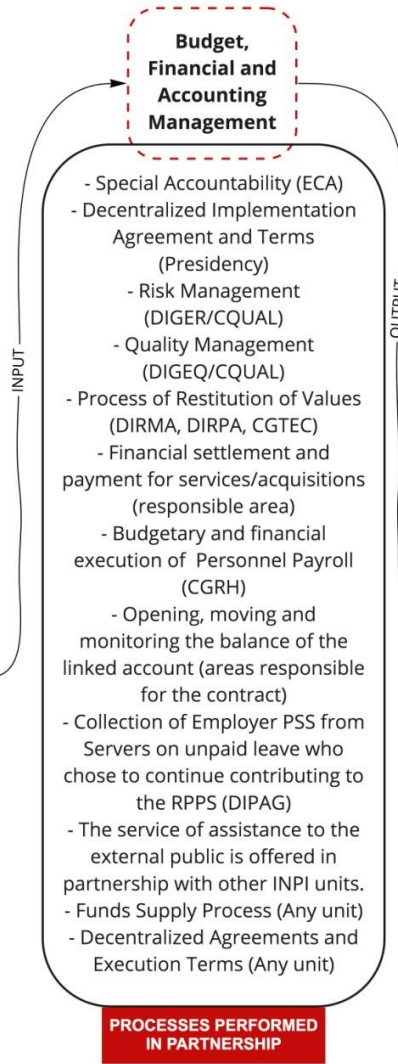 Budget,
Financial and
Accounting
Management
- Special Accountability (ECA)
- Decentralized Implementation
Agreement and Terms
(Presidency)
- Risk Management
(DIGER/CQUAL)
- Quality Management
(DIGEQ/CQUAL)
- Process of Restitution of Values
(DIRMA, DIRPA, CGTEC)
- Financial settlement and
payment for services/acquisitions
(responsible area)
- Budgetary and financial
execution of Personnel Payroll
(CGRH)
- Opening, moving and
monitoring the balance of the
linked account (areas responsible
for the contract)
- Collection of Employer PSS from
Servers on unpaid leave who
chose to continue contributing to
the RPPS (DIPAG)
- The service of assistance to the
external public is offered in
partnership with other INPI units.
- Funds Supply Process (Any unit)
- Decentralized Agreements and
Execution Terms (Any unit)
PROCESSES PERFORMED
IN PARTNERSHIP
INPUT
OUTPUT